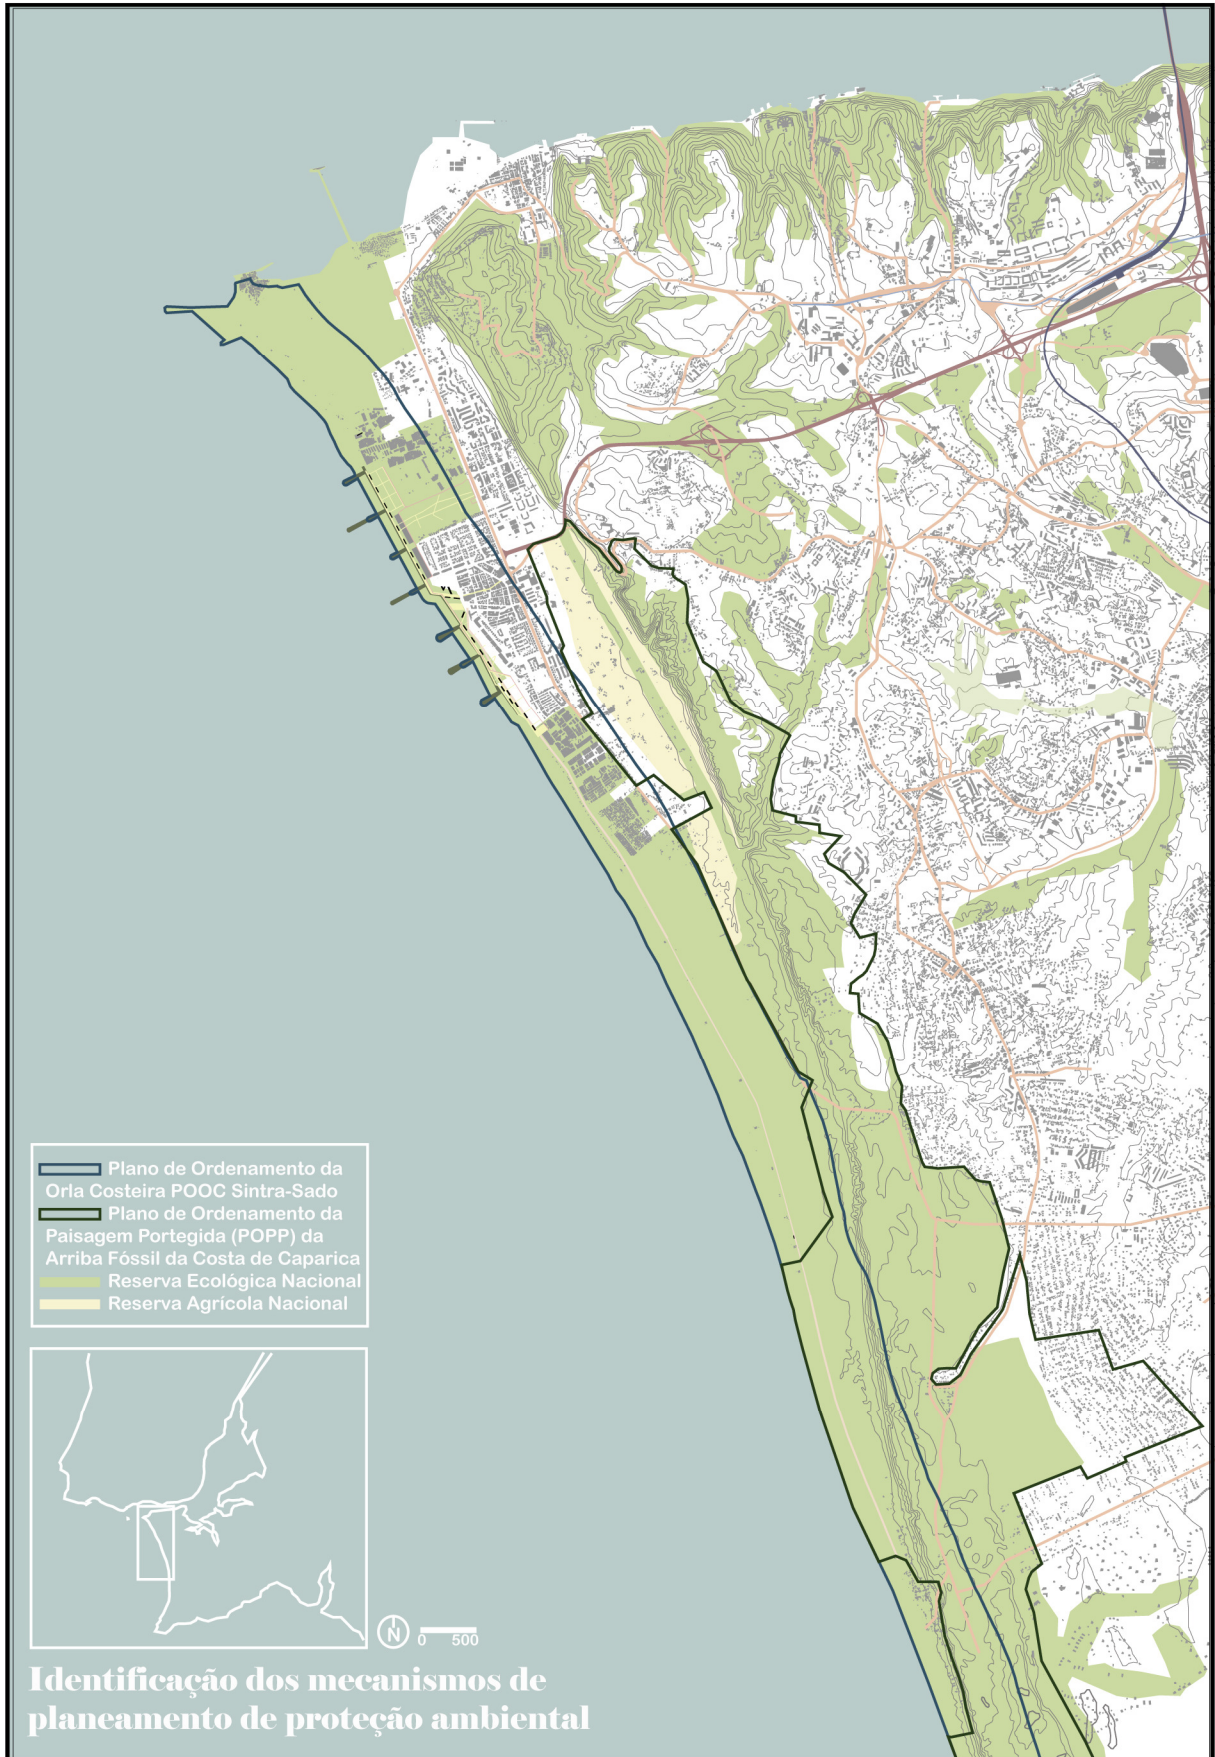 Plano de Ordenamento da
Orla Costeira POOC Sintra-Sado
Plano de Ordenamento da
Paisagem Portegida (POPP) da
Arriba Fóssil da Costa de Caparica
Reserva Ecológica Nacional
Reserva Agrícola Nacional
N
0 500
Identificação dos mecanismos de
planeamento de proteção ambiental